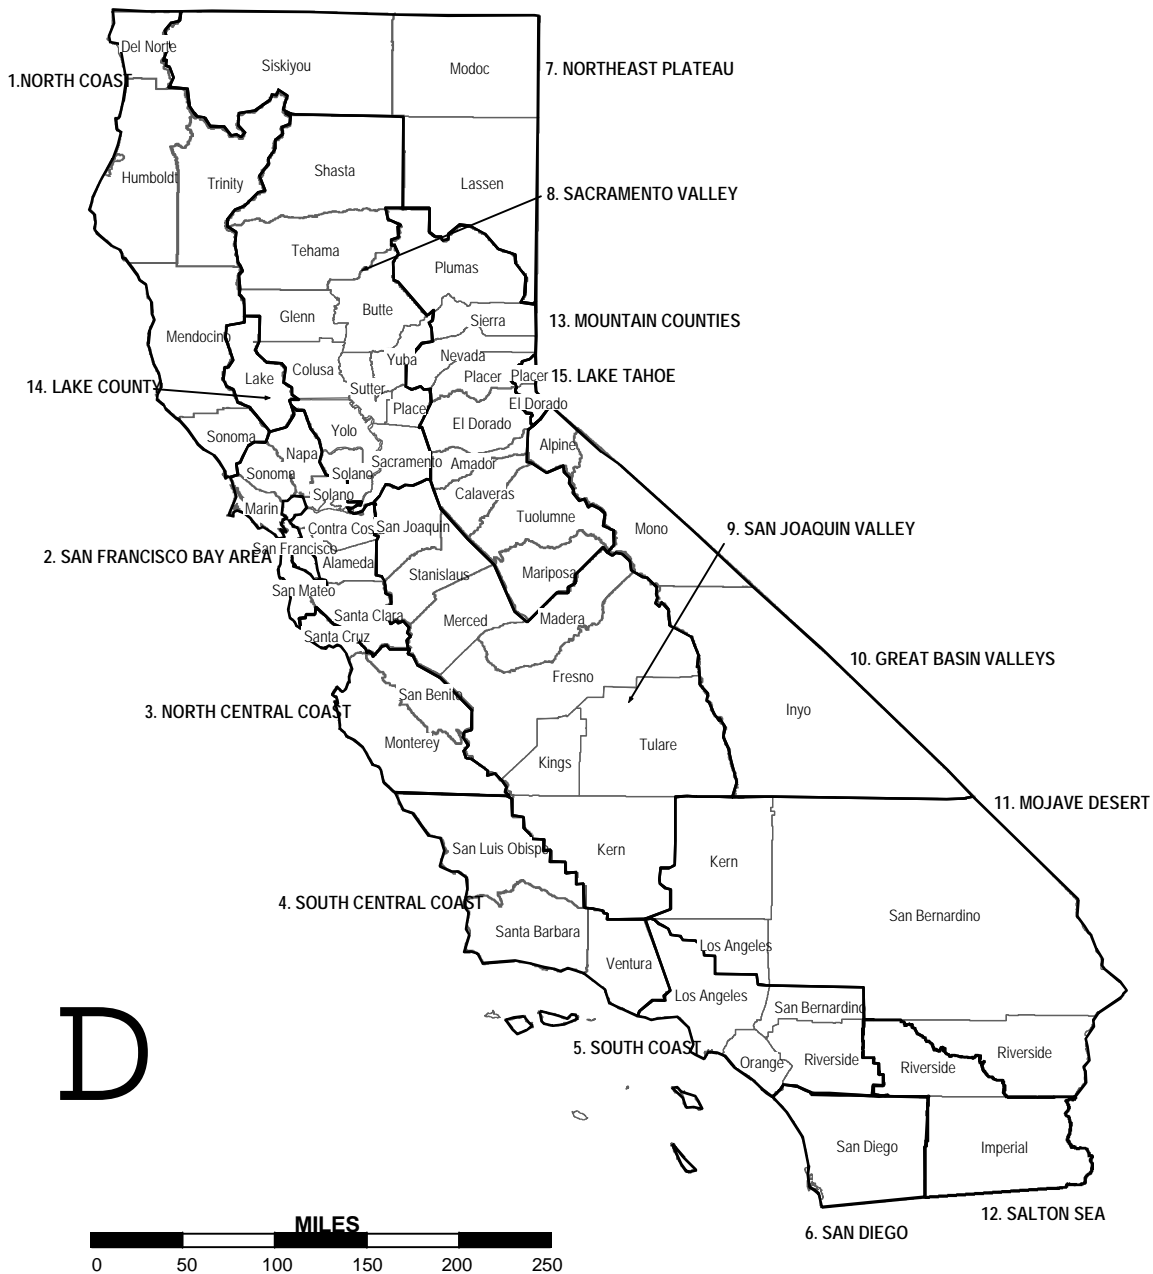 Del Norte
Siskiyou
Modoc
7. NORTHEAST PLATEAU
1.NORTH COAST
Humboldt
Trinity
Shasta
Lassen
8. SACRAMENTO VALLEY
Tehama
Plumas
Glenn
Butte
Sierra
13. MOUNTAIN COUNTIES
Mendocino
Colusa
Yuba
Nevada
14. LAKE COUNTY
Lake
Sutter
Placer
Placer
15. LAKE TAHOE
Place
El Dorado
El Dorado
Sonoma
Yolo
Alpine
Napa
Sacramento
Amador
Sonoma
Solano
Solano
Calaveras
Marin
Contra Cos
San Joaquin
Tuolumne
Mono
9. SAN JOAQUIN VALLEY
2. SAN FRANCISCO BAY AREA
San Francisco
Alameda
Stanislaus
Mariposa
San Mateo
Santa Clara
Merced
Madera
Santa Cruz
10. GREAT BASIN VALLEYS
Fresno
San Benito
3. NORTH CENTRAL COAST
Inyo
Monterey
Tulare
Kings
11. MOJAVE DESERT
San Luis Obispo
Kern
Kern
4. SOUTH CENTRAL COAST
San Bernardino
Santa Barbara
Los Angeles
Ventura
Los Angeles
San Bernardino
D
5. SOUTH COAST
Orange
Riverside
Riverside
Riverside
San Diego
Imperial
12. SALTON SEA
6. SAN DIEGO
MILES
0 50 100 150 200 250